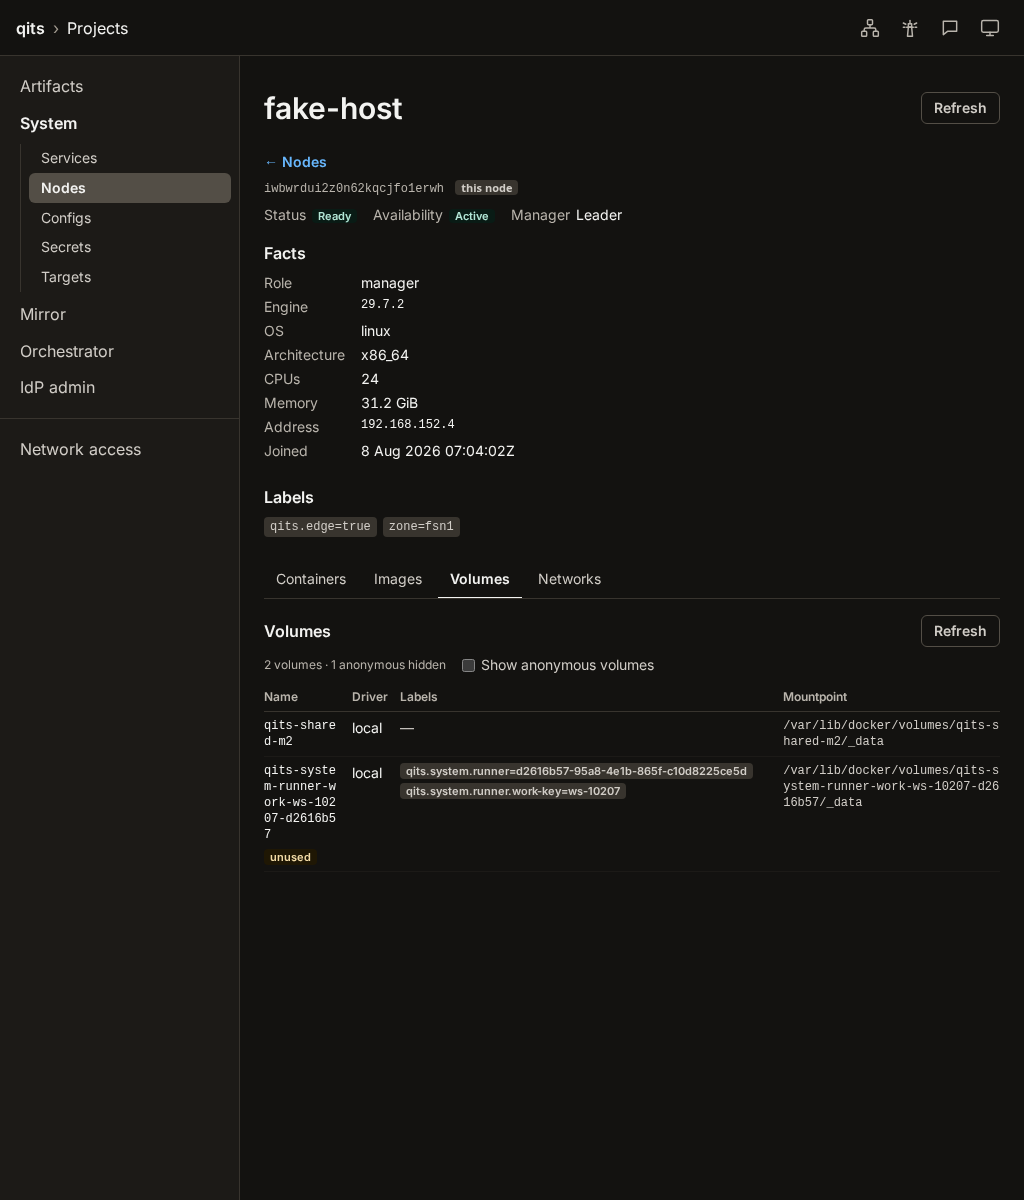 qits › Projects
Artifacts
System
Services
Nodes
Configs
Secrets
Targets
Mirror
Orchestrator
IdP admin
Network access
fake-host
Refresh
← Nodes
iwbwrdui2z0n62kqcjfo1erwh this node
Status Ready Availability Active Manager Leader
Facts
Role manager
Engine 29.7.2
OS linux
Architecture x86_64
CPUs 24
Memory 31.2 GiB
Address 192.168.152.4
Joined 8 Aug 2026 07:04:02Z
Labels
qits.edge=true zone=fsn1
Containers Images Volumes Networks
Volumes
Refresh
2 volumes · 1 anonymous hidden Show anonymous volumes
Name Driver Labels Mountpoint
qits-share
d-m2
local
—
/var/lib/docker/volumes/qits-s
hared-m2/_data
qits-syste
m-runner-w
ork-ws-102
07-d2616b5
7
unused
local
qits.system.runner=d2616b57-95a8-4e1b-865f-c10d8225ce5d
qits.system.runner.work-key=ws-10207
/var/lib/docker/volumes/qits-s
ystem-runner-work-ws-10207-d26
16b57/_data